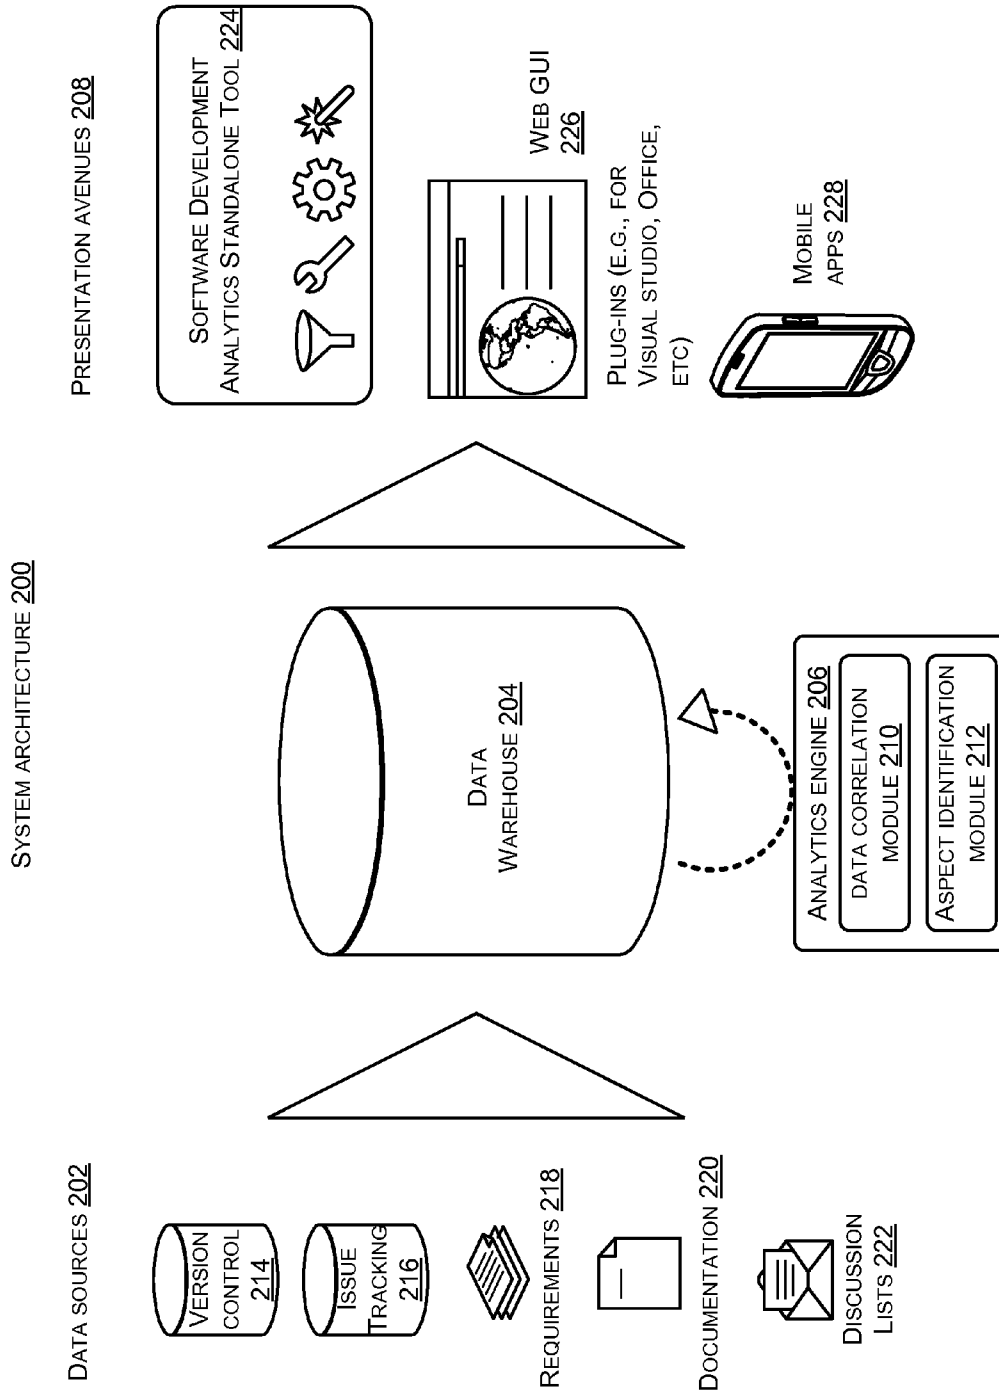 SYSTEM ARCHITECTURE 200
DATA SOURCES 202
VERSION
CONTROL
214
ISSUE
TRACKING
216
REQUIREMENTS 218
DOCUMENTATION 220
DISCUSSION
LISTS 222
DATA
WAREHOUSE 204
ANALYTICS ENGINE 206
DATA CORRELATION
MODULE 210
ASPECT IDENTIFICATION
MODULE 212
PRESENTATION AVENUES 208
SOFTWARE DEVELOPMENT
ANALYTICS STANDALONE TOOL 224
WEB GUI
226
PLUG-INS (E.G., FOR
VISUAL STUDIO, OFFICE,
ETC)
MOBILE
APPS 228